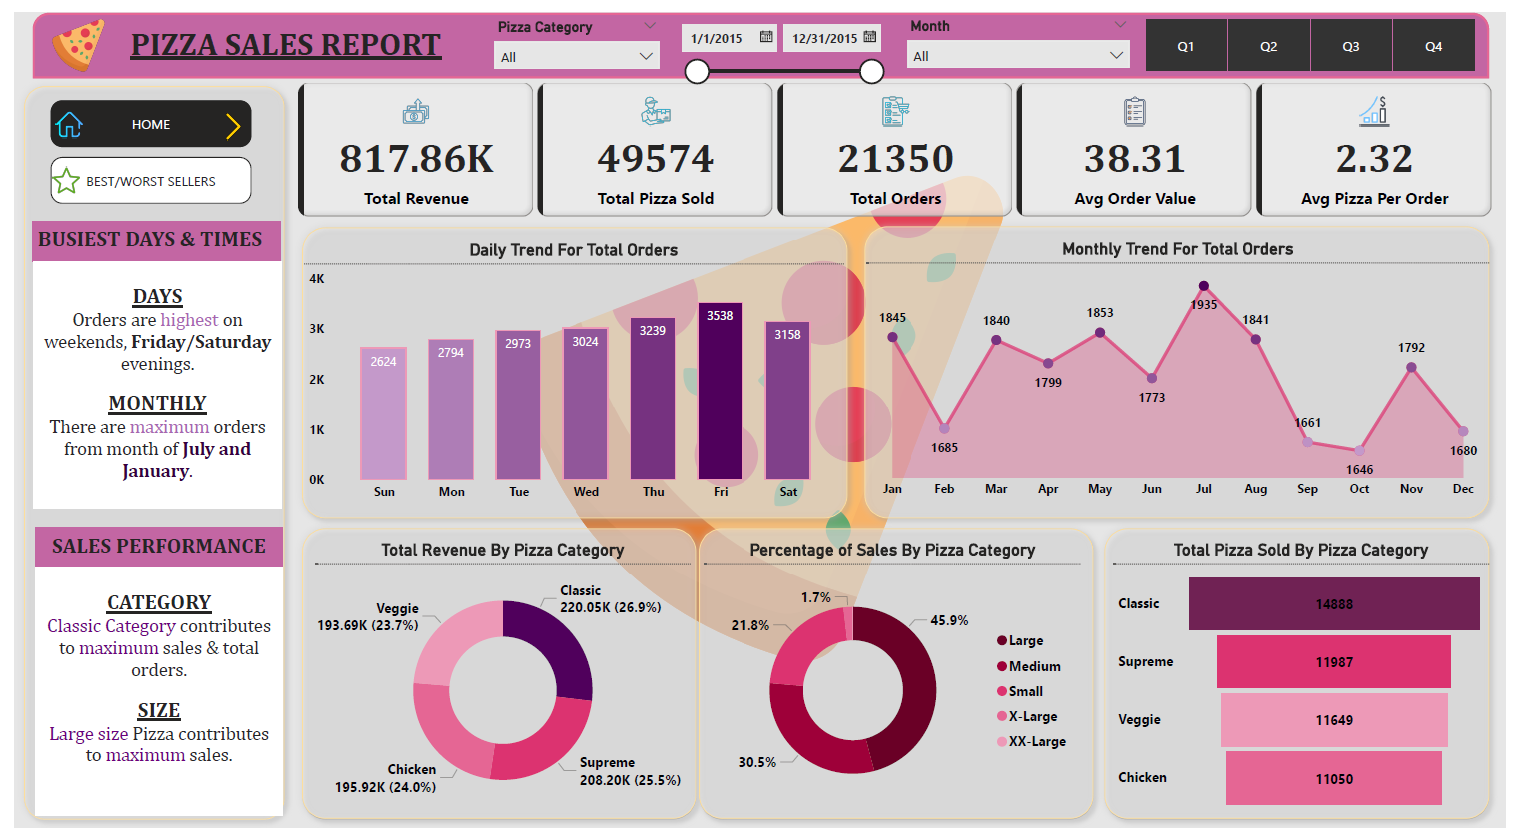 PIZZA SALES REPORT
Pizza Category
All
1/1/2015
12/31/2015
Month
All
Q1
Q2
Q3
Q4
HOME
BEST/WORST SELLERS
817.86K
Total Revenue
49574
Total Pizza Sold
21350
Total Orders
38.31
Avg Order Value
2.32
Avg Pizza Per Order
BUSIEST DAYS & TIMES
DAYS
Orders are highest on
weekends, Friday/Saturday
evenings.
MONTHLY
There are maximum orders
from month of July and
January.
SALES PERFORMANCE
CATEGORY
Classic Category contributes
to maximum sales & total
orders.
SIZE
Large size Pizza contributes
to maximum sales.
Daily Trend For Total Orders
4K
3K
2K
1K
0K
2624
2794
2973
3024
3239
3538
3158
Sun
Mon
Tue
Wed
Thu
Fri
Sat
Monthly Trend For Total Orders
1845
1685
1840
1799
1853
1773
1935
1841
1661
1646
1792
1680
Jan
Feb
Mar
Apr
May
Jun
Jul
Aug
Sep
Oct
Nov
Dec
Total Revenue By Pizza Category
Classic
220.05K (26.9%)
Veggie
193.69K (23.7%)
Chicken
195.92K (24.0%)
Supreme
208.20K (25.5%)
Percentage of Sales By Pizza Category
1.7%
21.8%
45.9%
30.5%
Large
Medium
Small
X-Large
XX-Large
Total Pizza Sold By Pizza Category
Classic
14888
Supreme
11987
Veggie
11649
Chicken
11050